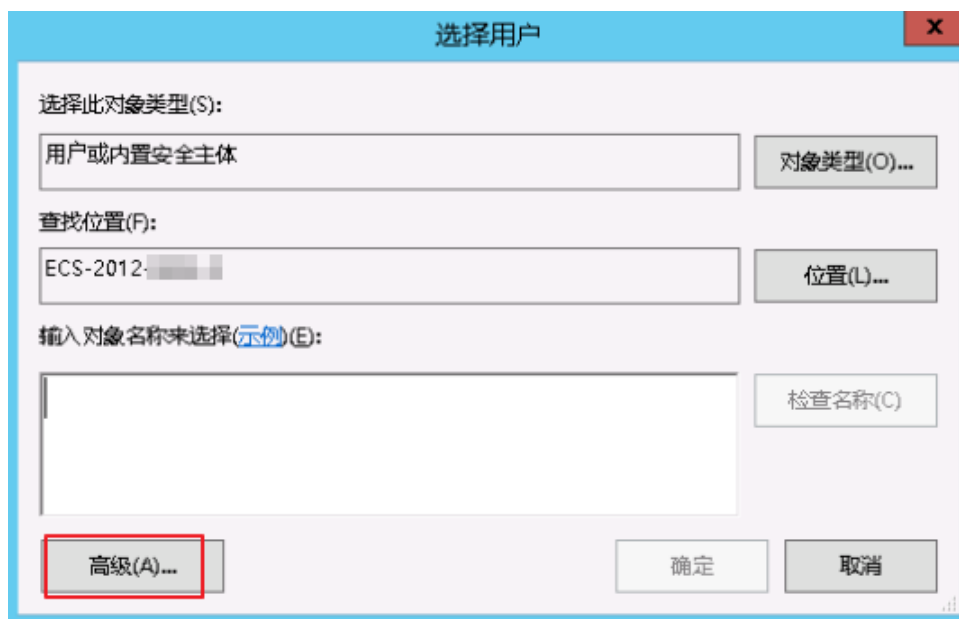 选择用户
x
选择此对象类型(S):
用户或内置安全主体
对象类型(O)...
查找位置(F):
ECS-2012-
位置(L)...
输入对象名称来选择(示例)(E):
检查名称(C)
高级(A)...
确定
取消